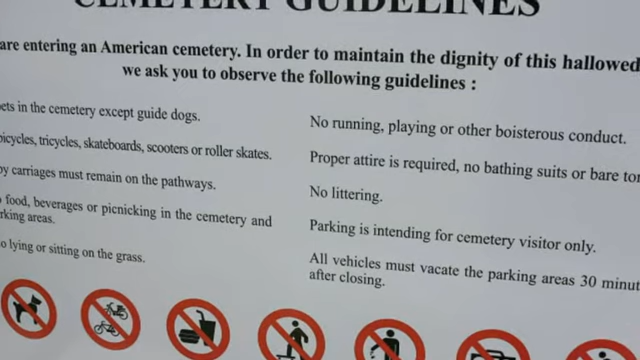 CEMETERY GUIDELINES
are entering an American cemetery. In order to maintain the dignity of this hallowed
we ask you to observe the following guidelines :
ets in the cemetery except guide dogs.
bicycles, tricycles, skateboards, scooters or roller skates.
by carriages must remain on the pathways.
food, beverages or picnicking in the cemetery and
rking areas.
o lying or sitting on the grass.
No running, playing or other boisterous conduct.
Proper attire is required, no bathing suits or bare tor
No littering.
Parking is intending for cemetery visitor only.
All vehicles must vacate the parking areas 30 minut
after closing.